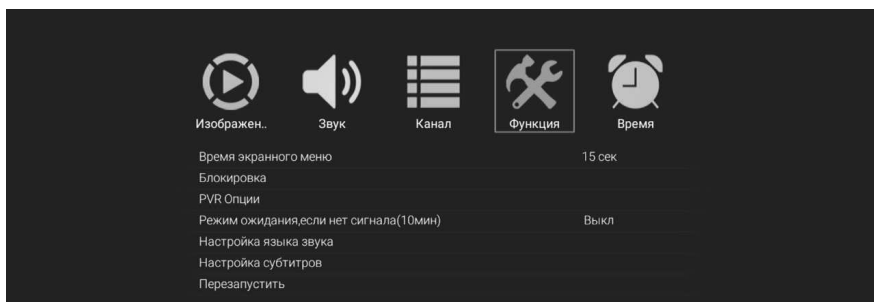 Изображен..
Звук
Канал
Функция
Время
Время экранного меню 15 сек
Блокировка
PVR Опции
Режим ожидания,если нет сигнала(10мин) Выкл
Настройка языка звука
Настройка субтитров
Перезапустить